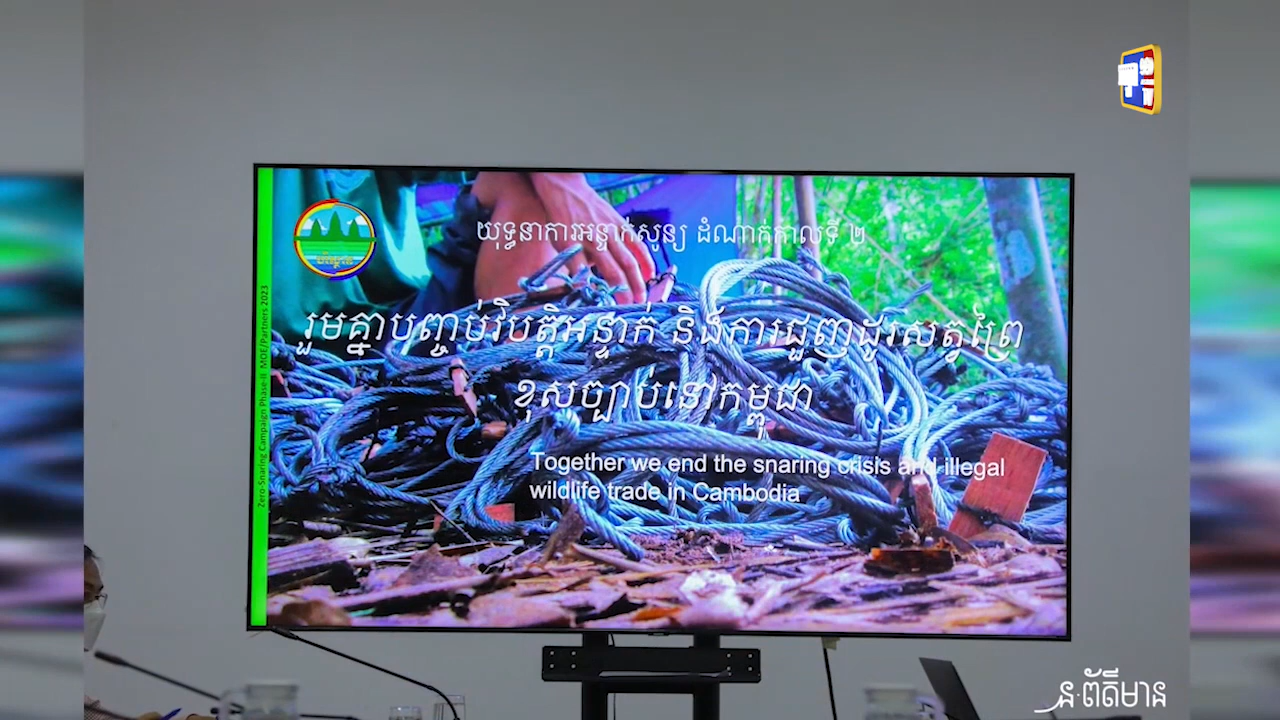 យុទ្ធនាការអន្ទាក់សូន្យ ដំណាក់កាលទី ២
រួមគ្នាបញ្ចប់វិបត្តិអន្ទាក់ និងការជួញដូរសត្វព្រៃ
ខុសច្បាប់នៅកម្ពុជា
Together we end the snaring crisis and illegal
wildlife trade in Cambodia
Zero-Snaring Campaign Phase-II MOE/Partners 2023
ន.ព័ត៌មាន